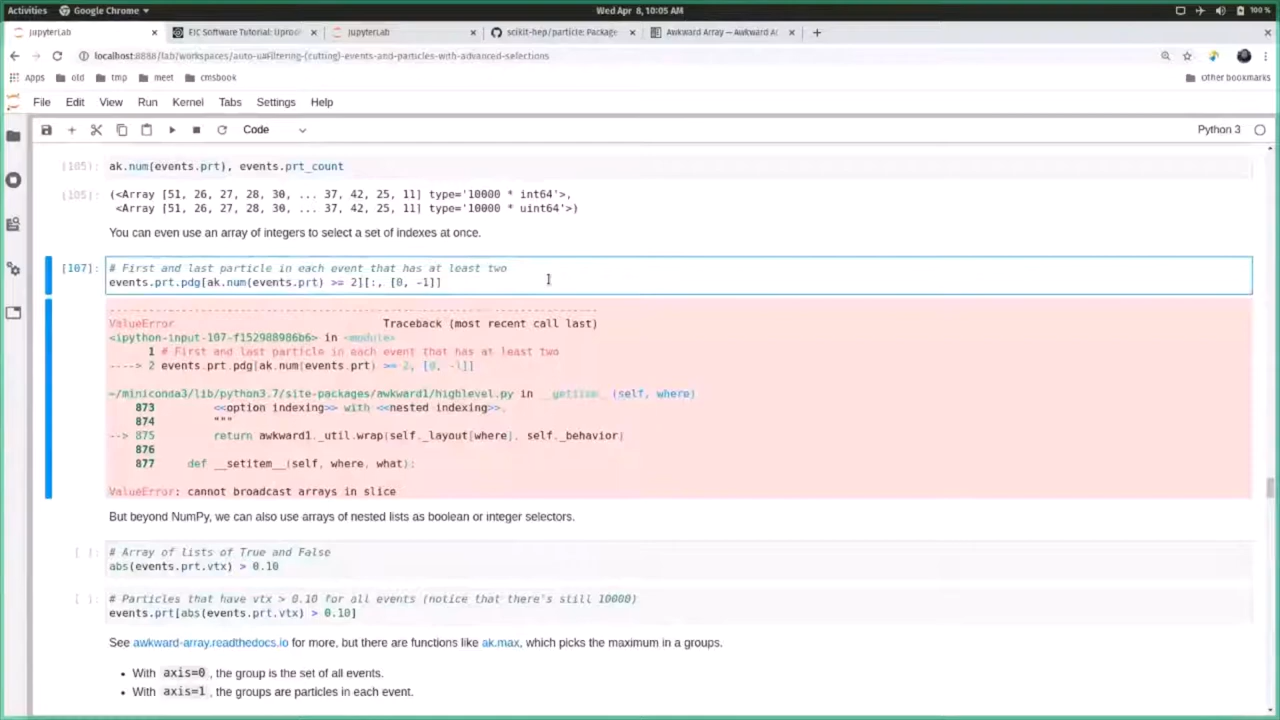 Activities Google Chrome Wed Apr 8, 10:05 AM 100 %
JupyterLab EIC Software Tutorial: Uproo JupyterLab scikit-hep/particle: Package Awkward Array — Awkward Ar
localhost:8888/lab/workspaces/auto-u#Filtering-(cutting)-events-and-particles-with-advanced-selections
Apps old tmp meet cmsbook Other bookmarks
File Edit View Run Kernel Tabs Settings Help
Code Python 3
[105]: ak.num(events.prt), events.prt_count
[105]: (<Array [51, 26, 27, 28, 30, ... 37, 42, 25, 11] type='10000 * int64'>,
<Array [51, 26, 27, 28, 30, ... 37, 42, 25, 11] type='10000 * uint64'>)
You can even use an array of integers to select a set of indexes at once.
[107]: # First and last particle in each event that has at least two
events.prt.pdg[ak.num(events.prt) >= 2][:, [0, -1]]
---------------------------------------------------------------------------
ValueError Traceback (most recent call last)
<ipython-input-107-f152988986b6> in <module>
1 # First and last particle in each event that has at least two
----> 2 events.prt.pdg[ak.num(events.prt) >= 2, [0, -1]]
~/miniconda3/lib/python3.7/site-packages/awkward1/highlevel.py in __getitem__(self, where)
873 <<option indexing>> with <<nested indexing>>.
874 """
--> 875 return awkward1._util.wrap(self._layout[where], self._behavior)
876
877 def __setitem__(self, where, what):
ValueError: cannot broadcast arrays in slice
But beyond NumPy, we can also use arrays of nested lists as boolean or integer selectors.
[ ]: # Array of lists of True and False
abs(events.prt.vtx) > 0.10
[ ]: # Particles that have vtx > 0.10 for all events (notice that there's still 10000)
events.prt[abs(events.prt.vtx) > 0.10]
See awkward-array.readthedocs.io for more, but there are functions like ak.max, which picks the maximum in a groups.
• With axis=0 , the group is the set of all events.
• With axis=1 , the groups are particles in each event.